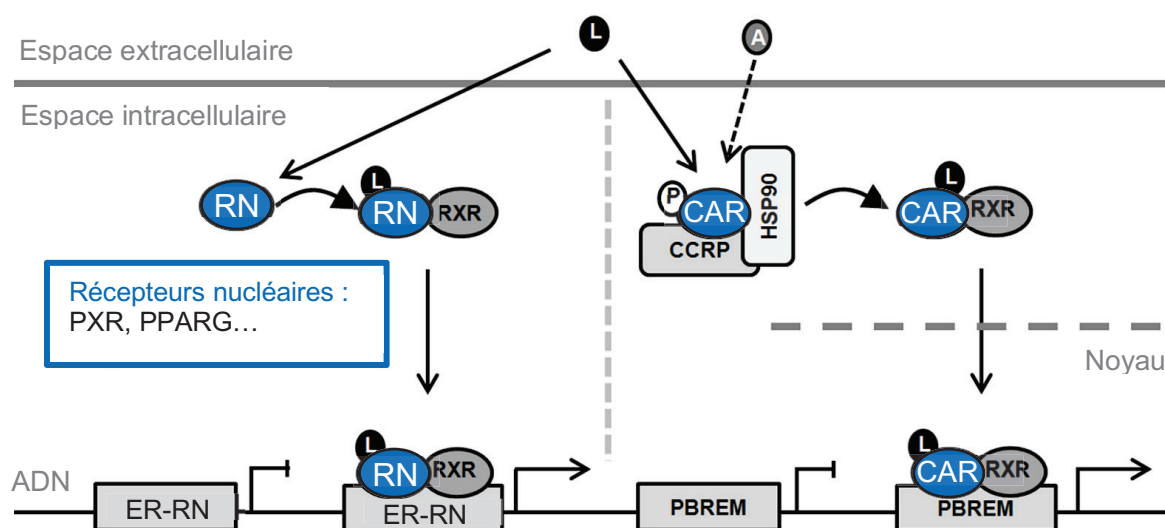 Espace extracellulaire
L
A
Espace intracellulaire
RN
L
RN
RXR
P
CAR
HSP90
CCRP
L
CAR
RXR
Récepteurs nucléaires :
PXR, PPARG…
Noyau
ADN
L
RN
RXR
L
CAR
RXR
ER-RN
ER-RN
PBREM
PBREM